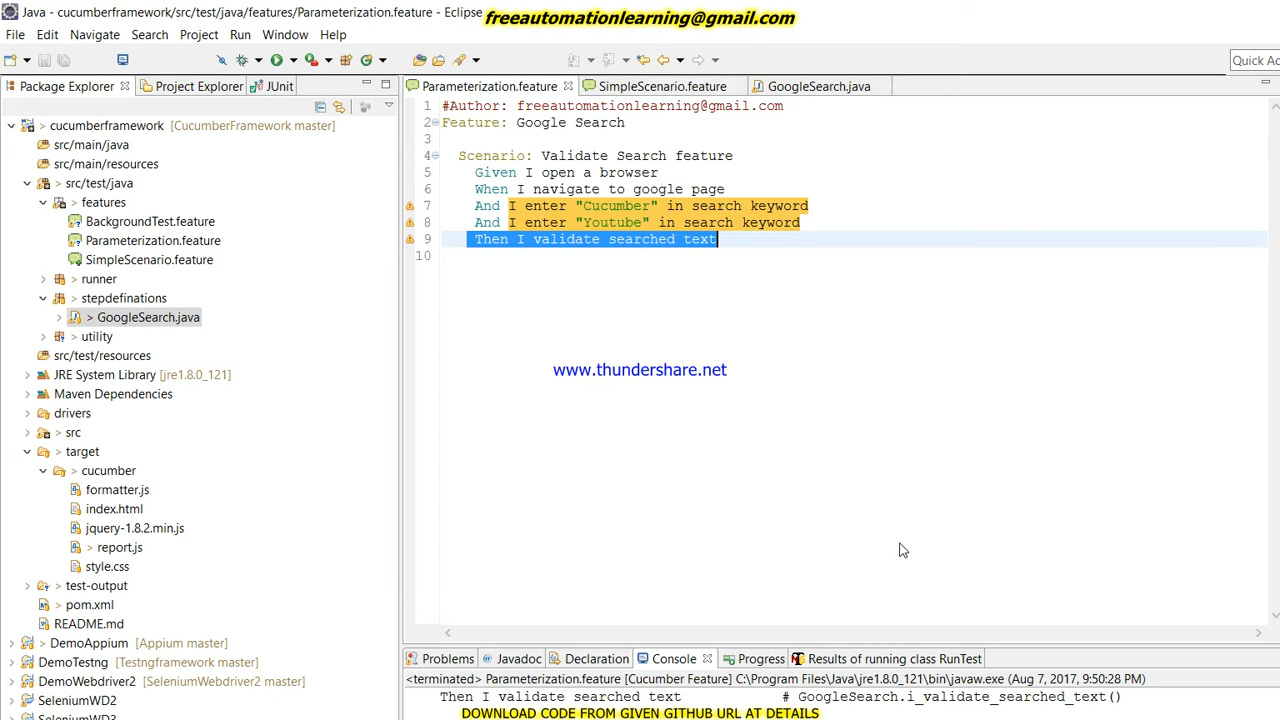 Java - cucumberframework/src/test/java/features/Parameterization.feature - Eclipse
freeautomationlearning@gmail.com
File Edit Navigate Search Project Run Window Help
Quick Ac
Package Explorer Project Explorer JUnit
Parameterization.feature SimpleScenario.feature GoogleSearch.java
> cucumberframework [CucumberFramework master]
src/main/java
src/main/resources
> src/test/java
> features
BackgroundTest.feature
Parameterization.feature
SimpleScenario.feature
> runner
> stepdefinations
> GoogleSearch.java
> utility
src/test/resources
JRE System Library [jre1.8.0_121]
Maven Dependencies
drivers
> src
> target
> cucumber
formatter.js
index.html
jquery-1.8.2.min.js
> report.js
style.css
> test-output
> pom.xml
README.md
> DemoAppium [Appium master]
DemoTestng [Testngframework master]
DemoWebdriver2 [SeleniumWebdriver2 master]
SeleniumWD2
SeleniumWD3
1 #Author: freeautomationlearning@gmail.com
2 Feature: Google Search
3
4 Scenario: Validate Search feature
5 Given I open a browser
6 When I navigate to google page
7 And I enter "Cucumber" in search keyword
8 And I enter "Youtube" in search keyword
9 Then I validate searched text
10
www.thundershare.net
Problems Javadoc Declaration Console Progress Results of running class RunTest
<terminated> Parameterization.feature [Cucumber Feature] C:\Program Files\Java\jre1.8.0_121\bin\javaw.exe (Aug 7, 2017, 9:50:28 PM)
Then I validate searched text # GoogleSearch.i_validate_searched_text()
DOWNLOAD CODE FROM GIVEN GITHUB URL AT DETAILS